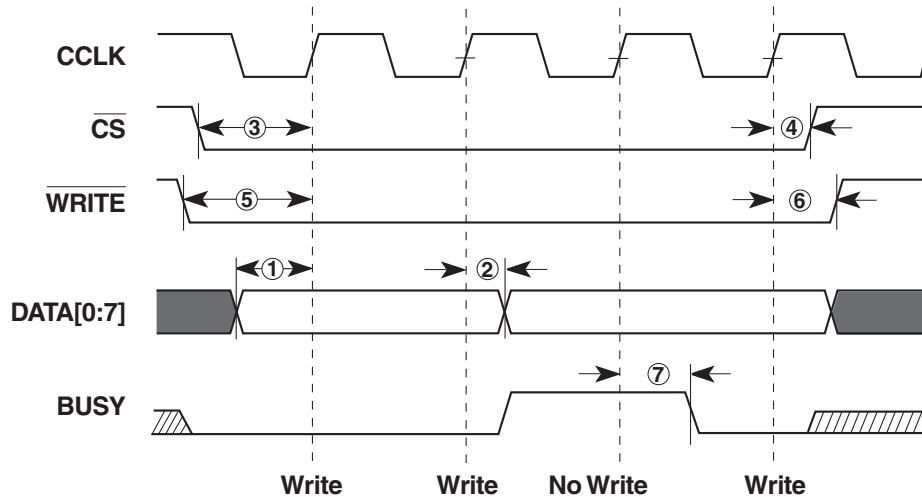 CCLK
CS
③ ④
WRITE
⑤ ⑥
① ②
DATA[0:7]
⑦
BUSY
Write Write No Write Write